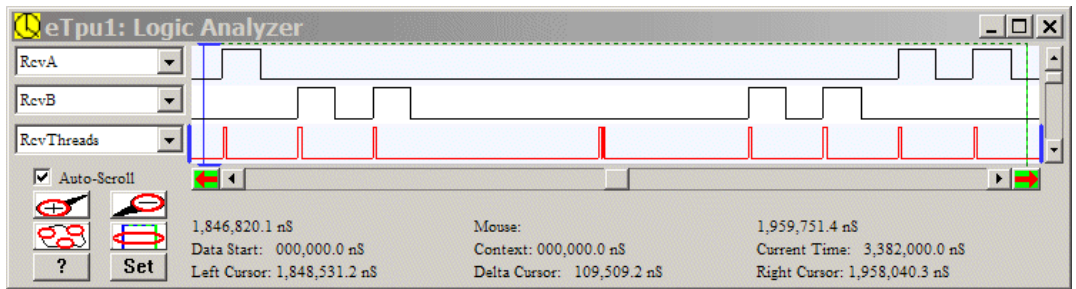 eTpu1: Logic Analyzer
RcvA
RcvB
RcvThreads
Auto-Scroll
1,846,820.1 nS Mouse: 1,959,751.4 nS
Data Start: 000,000.0 nS Context: 000,000.0 nS Current Time: 3,382,000.0 nS
? Set Left Cursor: 1,848,531.2 nS Delta Cursor: 109,509.2 nS Right Cursor: 1,958,040.3 nS